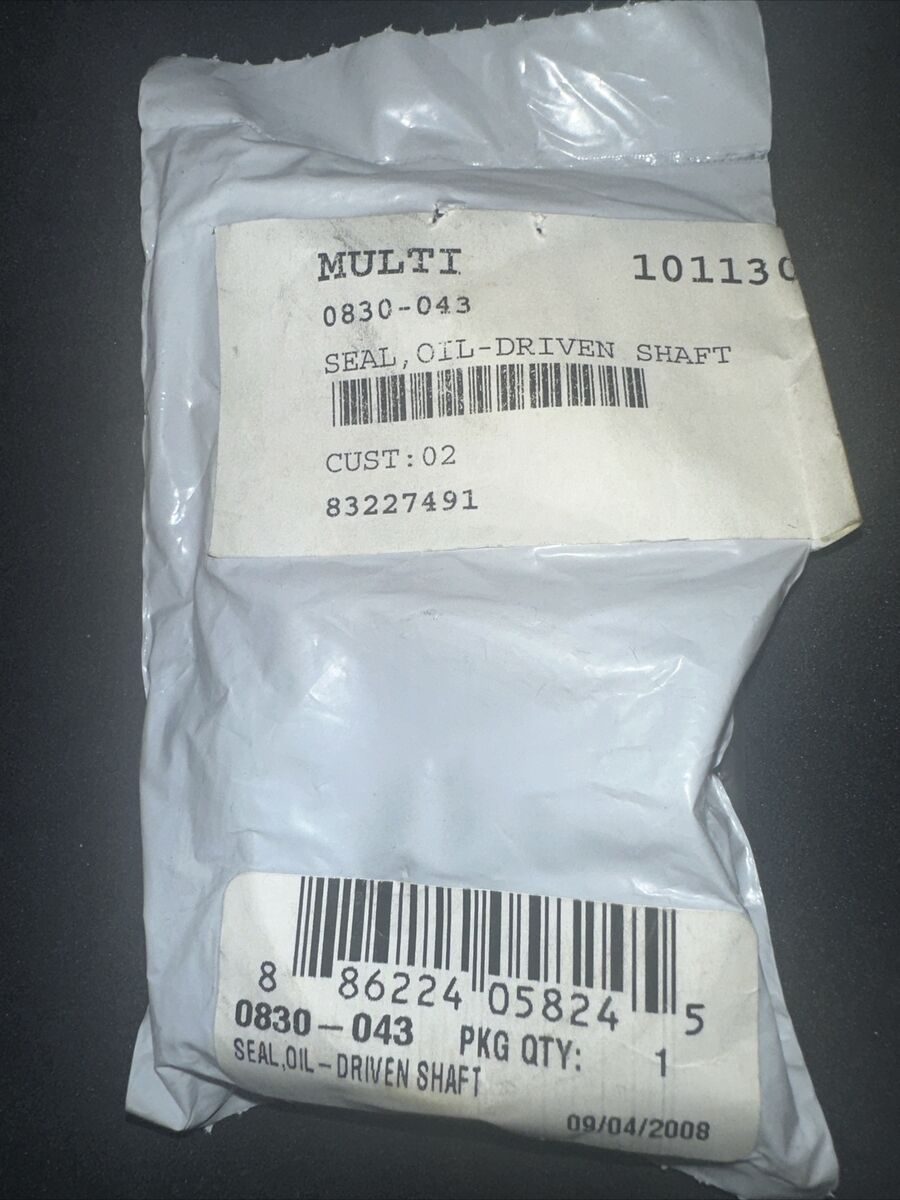 MULTI 101130
0830-043
SEAL,OIL-DRIVEN SHAFT
CUST:02
83227491
8 86224 05824 5
0830-043 PKG QTY: 1
SEAL,OIL-DRIVEN SHAFT
09/04/2008